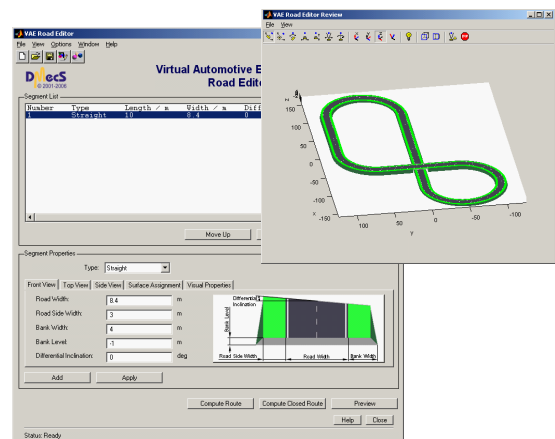 VAE Road Editor
File View Options Window Help
DMecS
© 2001-2006
Virtual Automotive E
Road Edito
Segment List
Number Type Length / m Width / m Diff
1 Straight 10 8.4 0
Move Up
Segment Properties
Type: Straight
Front View Top View Side View Surface Assignment Visual Properties
Road Width: 8.4 m
Road Side Width: 3 m
Bank Width: 4 m
Bank Level: -1 m
Differential Inclination: 0 deg
Differential
Inclination
Bank Level
Road Side Width Road Width Bank Width
Add Apply
Compute Route Compute Closed Route Preview
Help Close
Status: Ready
VAE Road Editor Review
File View
z
150
100
50
0
-50
-100
-150
x
100 50 0 -50 -100
y